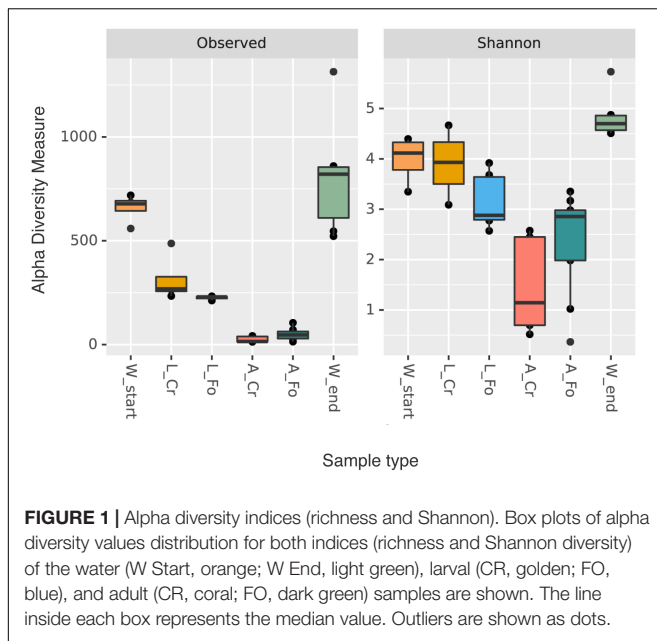 Observed
Shannon
Alpha Diversity Measure
1000
500
0
5
4
3
2
1
W_start
L_Cr
L_Fo
A_Cr
A_Fo
W_end
W_start
L_Cr
L_Fo
A_Cr
A_Fo
W_end
Sample type
FIGURE 1 | Alpha diversity indices (richness and Shannon). Box plots of alpha
diversity values distribution for both indices (richness and Shannon diversity)
of the water (W Start, orange; W End, light green), larval (CR, golden; FO,
blue), and adult (CR, coral; FO, dark green) samples are shown. The line
inside each box represents the median value. Outliers are shown as dots.